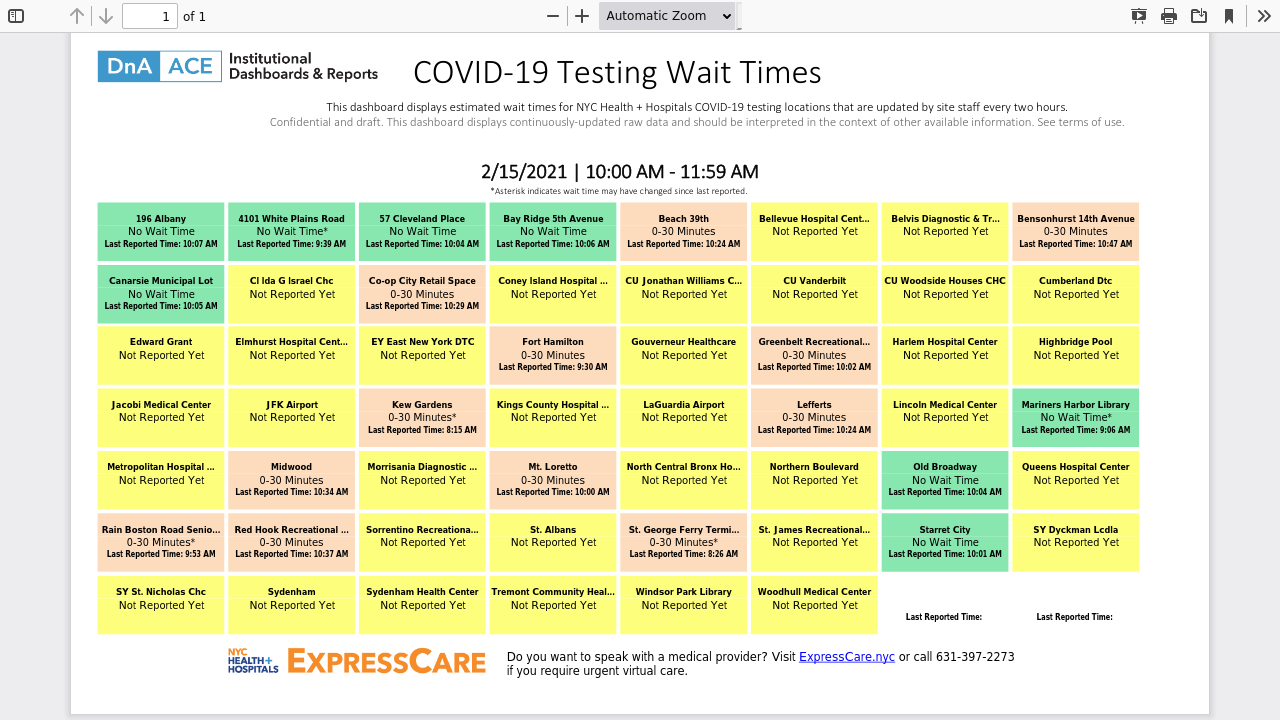 1 of 1
Automatic Zoom
DnA ACE Institutional
Dashboards & Reports
COVID-19 Testing Wait Times
This dashboard displays estimated wait times for NYC Health + Hospitals COVID-19 testing locations that are updated by site staff every two hours.
Confidential and draft. This dashboard displays continuously-updated raw data and should be interpreted in the context of other available information. See terms of use.
2/15/2021 | 10:00 AM - 11:59 AM
*Asterisk indicates wait time may have changed since last reported.
196 Albany
No Wait Time
Last Reported Time: 10:07 AM
4101 White Plains Road
No Wait Time*
Last Reported Time: 9:39 AM
57 Cleveland Place
No Wait Time
Last Reported Time: 10:04 AM
Bay Ridge 5th Avenue
No Wait Time
Last Reported Time: 10:06 AM
Beach 39th
0-30 Minutes
Last Reported Time: 10:24 AM
Bellevue Hospital Cent...
Not Reported Yet
Belvis Diagnostic & Tr...
Not Reported Yet
Bensonhurst 14th Avenue
0-30 Minutes
Last Reported Time: 10:47 AM
Canarsie Municipal Lot
No Wait Time
Last Reported Time: 10:05 AM
CI Ida G Israel Chc
Not Reported Yet
Co-op City Retail Space
0-30 Minutes
Last Reported Time: 10:29 AM
Coney Island Hospital ...
Not Reported Yet
CU Jonathan Williams C...
Not Reported Yet
CU Vanderbilt
Not Reported Yet
CU Woodside Houses CHC
Not Reported Yet
Cumberland Dtc
Not Reported Yet
Edward Grant
Not Reported Yet
Elmhurst Hospital Cent...
Not Reported Yet
EY East New York DTC
Not Reported Yet
Fort Hamilton
0-30 Minutes
Last Reported Time: 9:30 AM
Gouverneur Healthcare
Not Reported Yet
Greenbelt Recreational...
0-30 Minutes
Last Reported Time: 10:02 AM
Harlem Hospital Center
Not Reported Yet
Highbridge Pool
Not Reported Yet
Jacobi Medical Center
Not Reported Yet
JFK Airport
Not Reported Yet
Kew Gardens
0-30 Minutes*
Last Reported Time: 8:15 AM
Kings County Hospital ...
Not Reported Yet
LaGuardia Airport
Not Reported Yet
Lefferts
0-30 Minutes
Last Reported Time: 10:24 AM
Lincoln Medical Center
Not Reported Yet
Mariners Harbor Library
No Wait Time*
Last Reported Time: 9:06 AM
Metropolitan Hospital ...
Not Reported Yet
Midwood
0-30 Minutes
Last Reported Time: 10:34 AM
Morrisania Diagnostic ...
Not Reported Yet
Mt. Loretto
0-30 Minutes
Last Reported Time: 10:00 AM
North Central Bronx Ho...
Not Reported Yet
Northern Boulevard
Not Reported Yet
Old Broadway
No Wait Time
Last Reported Time: 10:04 AM
Queens Hospital Center
Not Reported Yet
Rain Boston Road Senio...
0-30 Minutes*
Last Reported Time: 9:53 AM
Red Hook Recreational ...
0-30 Minutes
Last Reported Time: 10:37 AM
Sorrentino Recreationa...
Not Reported Yet
St. Albans
Not Reported Yet
St. George Ferry Termi...
0-30 Minutes*
Last Reported Time: 8:26 AM
St. James Recreational...
Not Reported Yet
Starret City
No Wait Time
Last Reported Time: 10:01 AM
SY Dyckman Lcdla
Not Reported Yet
SY St. Nicholas Chc
Not Reported Yet
Sydenham
Not Reported Yet
Sydenham Health Center
Not Reported Yet
Tremont Community Heal...
Not Reported Yet
Windsor Park Library
Not Reported Yet
Woodhull Medical Center
Not Reported Yet
Last Reported Time:
Last Reported Time:
NYC
HEALTH+
HOSPITALS
EXPRESSCARE
Do you want to speak with a medical provider? Visit ExpressCare.nyc or call 631-397-2273
if you require urgent virtual care.